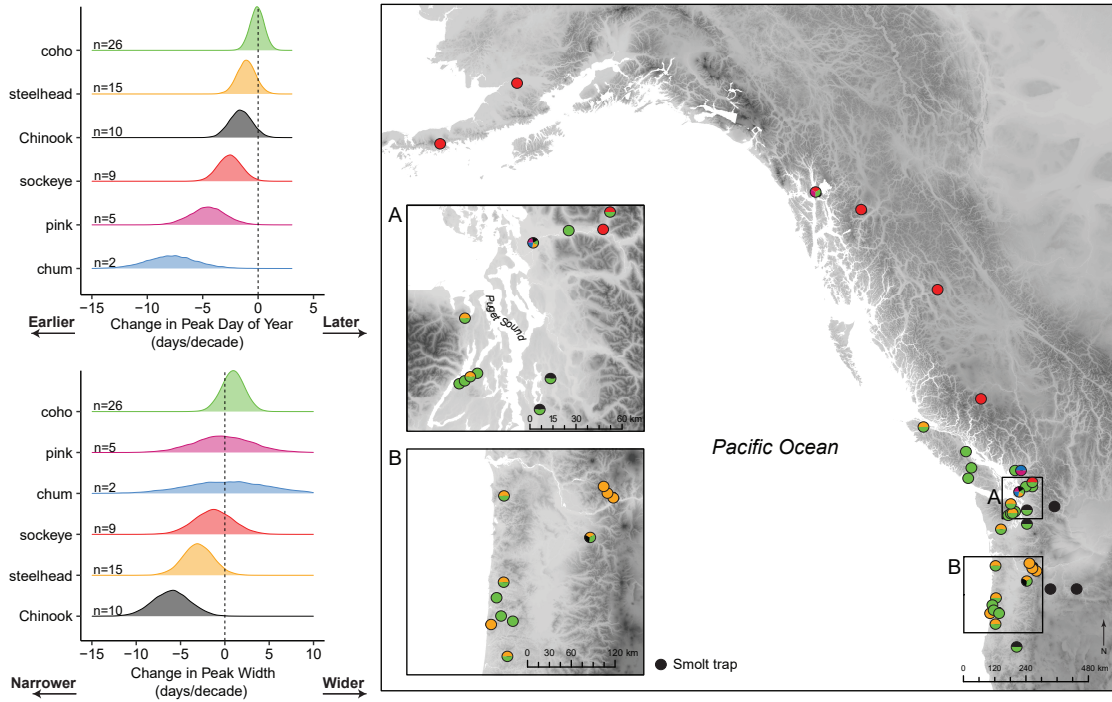 coho n=26
steelhead n=15
Chinook n=10
sockeye n=9
pink n=5
chum n=2
−15 −10 −5 0 5
Earlier Change in Peak Day of Year Later
(days/decade)
coho n=26
pink n=5
chum n=2
sockeye n=9
steelhead n=15
Chinook n=10
−15 −10 −5 0 5 10
Narrower Change in Peak Width Wider
(days/decade)
A
Puget Sound
0 15 30 45 60 km
B
0 30 60 120 km
Smolt trap
Pacific Ocean
A
B
N
0 120 240 480 km